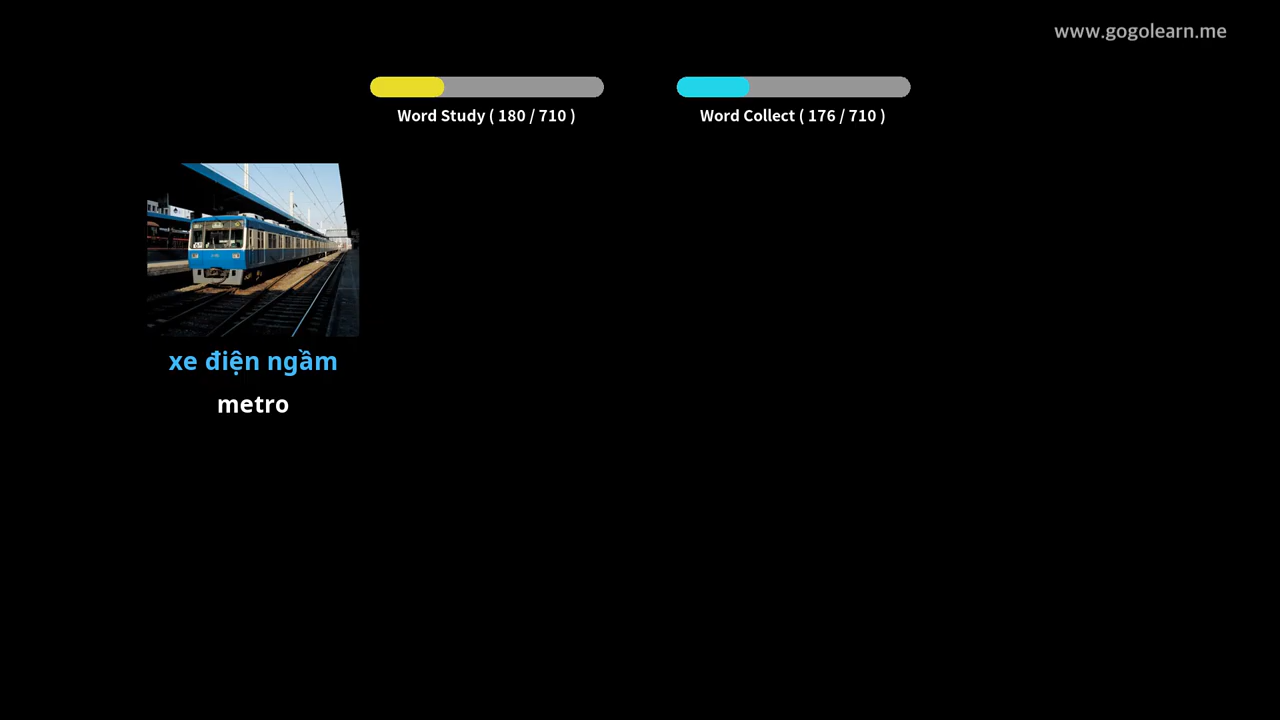 www.gogolearn.me
Word Study ( 180 / 710 )
Word Collect ( 176 / 710 )
xe điện ngầm
metro